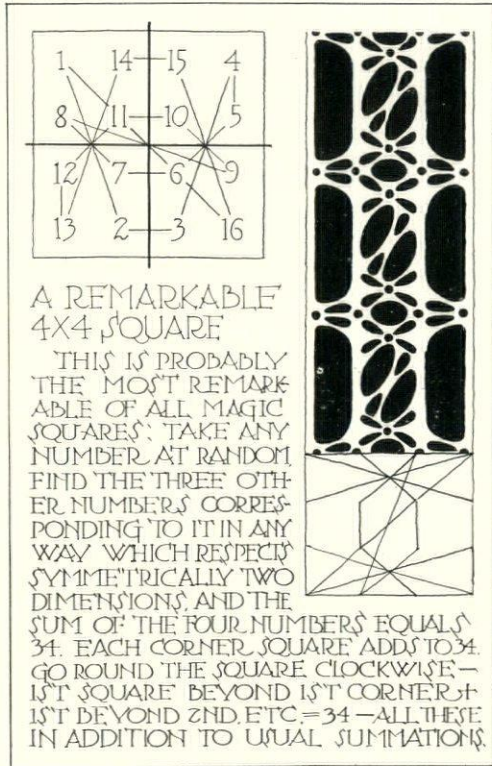 1 14 15 4
8 11 10 5
12 7 6 9
13 2 3 16
A REMARKABLE
4X4 SQUARE
THIS IS PROBABLY
THE MOST REMARK-
ABLE OF ALL MAGIC
SQUARES: TAKE ANY
NUMBER AT RANDOM,
FIND THE THREE OTH-
ER NUMBERS CORRES-
PONDING TO IT IN ANY
WAY WHICH RESPECTS
SYMMETRICALLY TWO
DIMENSIONS, AND THE
SUM OF THE FOUR NUMBERS EQUALS
34. EACH CORNER SQUARE ADDS TO 34.
GO ROUND THE SQUARE CLOCKWISE—
1ST SQUARE BEYOND 1ST CORNER +
1ST BEYOND 2ND, ETC. = 34 — ALL THESE
IN ADDITION TO USUAL SUMMATIONS.